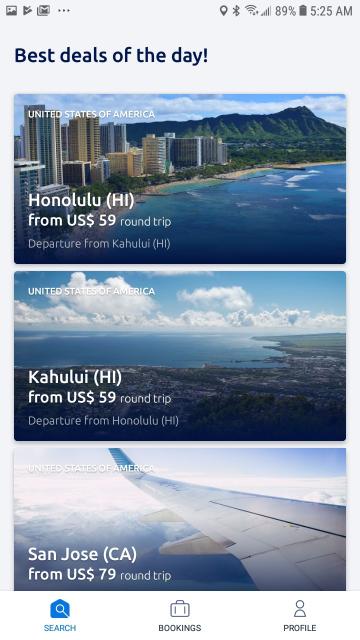 89% 5:25 AM
Best deals of the day!
UNITED STATES OF AMERICA
Honolulu (HI)
from US$ 59 round trip
Departure from Kahului (HI)
UNITED STATES OF AMERICA
Kahului (HI)
from US$ 59 round trip
Departure from Honolulu (HI)
UNITED STATES OF AMERICA
San Jose (CA)
from US$ 79 round trip
SEARCH BOOKINGS PROFILE